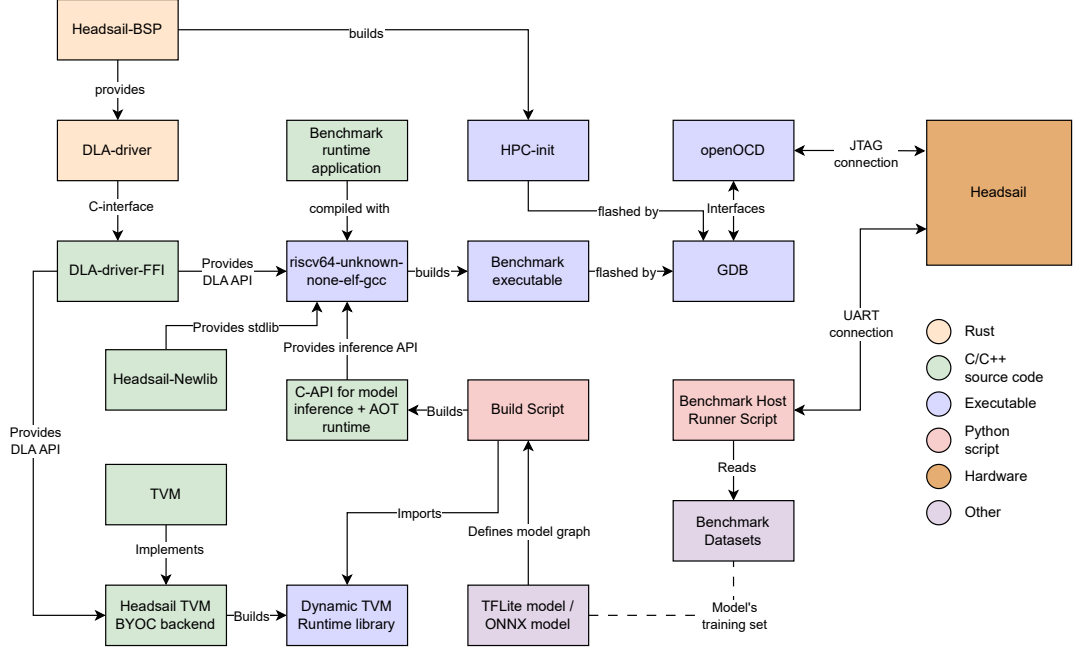 Headsail-BSP
builds
provides
DLA-driver
Benchmark
runtime
application
HPC-init
openOCD
JTAG
connection
Headsail
C-interface
compiled with
flashed by
Interfaces
DLA-driver-FFI
Provides
DLA API
riscv64-unknown-
none-elf-gcc
builds
Benchmark
executable
flashed by
GDB
Provides stdlib
Provides inference API
UART
connection
Headsail-Newlib
C-API for model
inference + AOT
runtime
Builds
Build Script
Benchmark Host
Runner Script
Rust
C/C++
source code
Executable
Python
script
Hardware
Other
Provides
DLA API
Reads
TVM
Imports
Defines model graph
Benchmark
Datasets
Implements
Headsail TVM
BYOC backend
Builds
Dynamic TVM
Runtime library
TFLite model /
ONNX model
Model's
training set